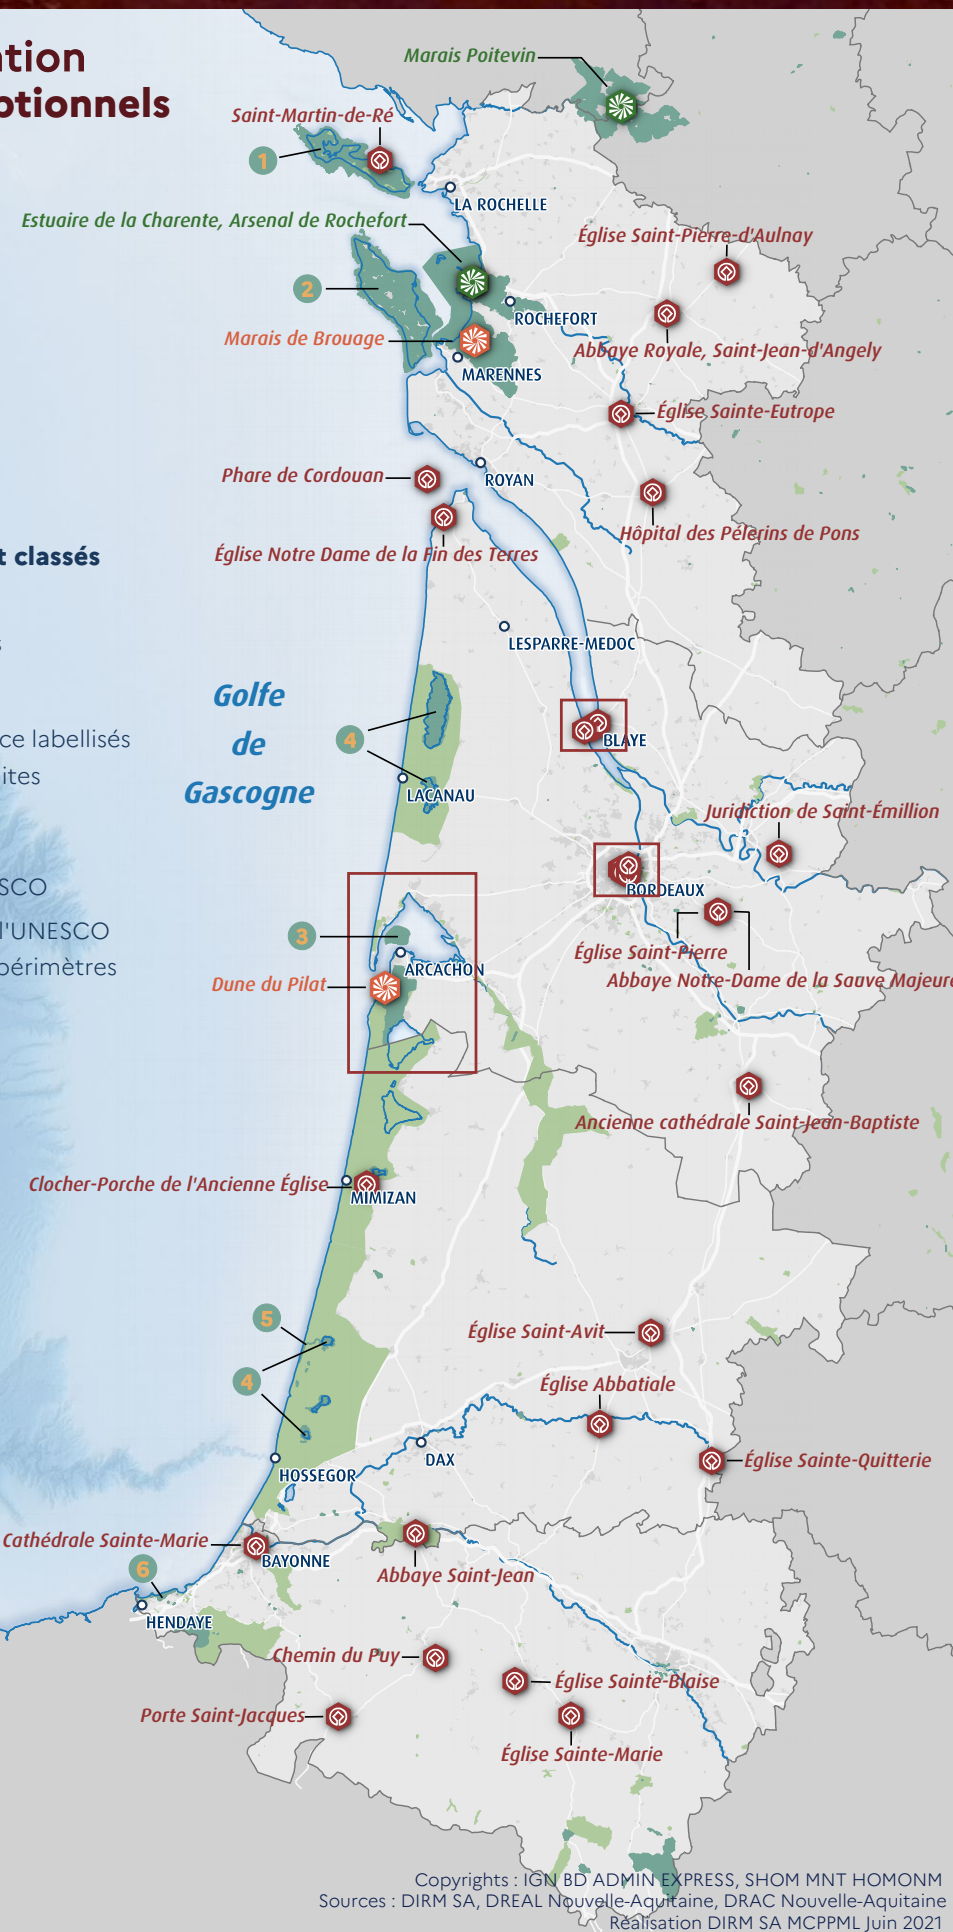 ation
ptionnels
Marais Poitevin
Saint-Martin-de-Ré
1
LA ROCHELLE
Estuaire de la Charente, Arsenal de Rochefort
Église Saint-Pierre-d'Aulnay
2
ROCHEFORT
Marais de Brouage
Abbaye Royale, Saint-Jean-d'Angely
MARENNES
Église Sainte-Eutrope
Phare de Cordouan
ROYAN
Hôpital des Pélerins de Pons
Église Notre Dame de la Fin des Terres
t classés
s
LESPARRE-MEDOC
Golfe
de
Gascogne
4
ce labellisés
ites
BLAYE
LACANAU
Juridiction de Saint-Émillion
SCO
BORDEAUX
l'UNESCO
3
périmètres
ARCACHON
Église Saint-Pierre
Dune du Pilat
Abbaye Notre-Dame de la Sauve Majeure
Ancienne cathédrale Saint-Jean-Baptiste
Clocher-Porche de l'Ancienne Église
MIMIZAN
5
Église Saint-Avit
4
Église Abbatiale
DAX
Église Sainte-Quitterie
HOSSEGOR
Cathédrale Sainte-Marie
BAYONNE
6
Abbaye Saint-Jean
HENDAYE
Chemin du Puy
Église Sainte-Blaise
Porte Saint-Jacques
Église Sainte-Marie
Copyrights : IGN BD ADMIN EXPRESS, SHOM MNT HOMONM
Sources : DIRM SA, DREAL Nouvelle-Aquitaine, DRAC Nouvelle-Aquitaine
Réalisation DIRM SA MCPPML Juin 2021